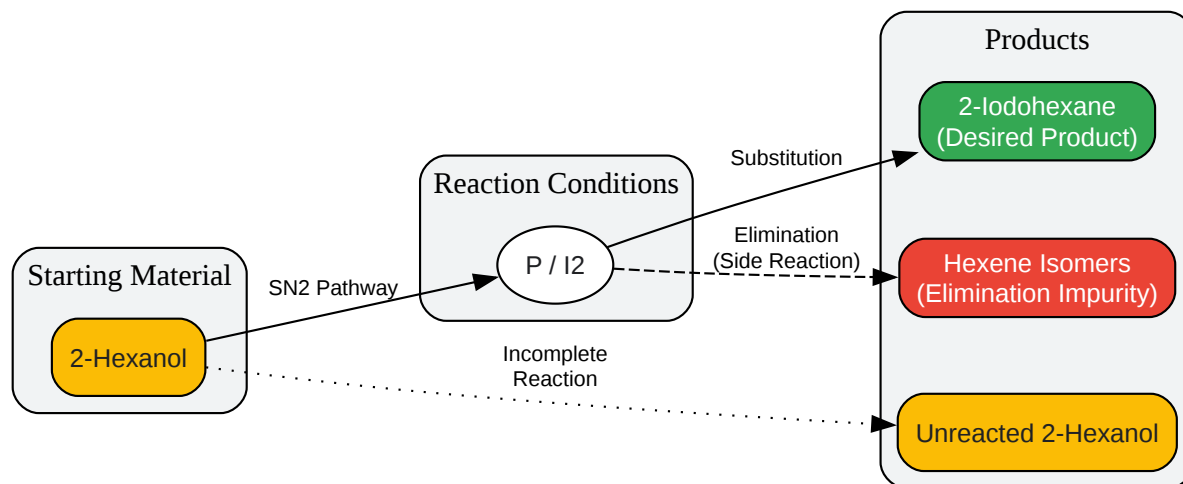 Products
2-Iodohexane
(Desired Product)
Substitution
Reaction Conditions
P / I2
Elimination
(Side Reaction)
Hexene Isomers
(Elimination Impurity)
Starting Material
SN2 Pathway
2-Hexanol
Incomplete
Reaction
Unreacted 2-Hexanol